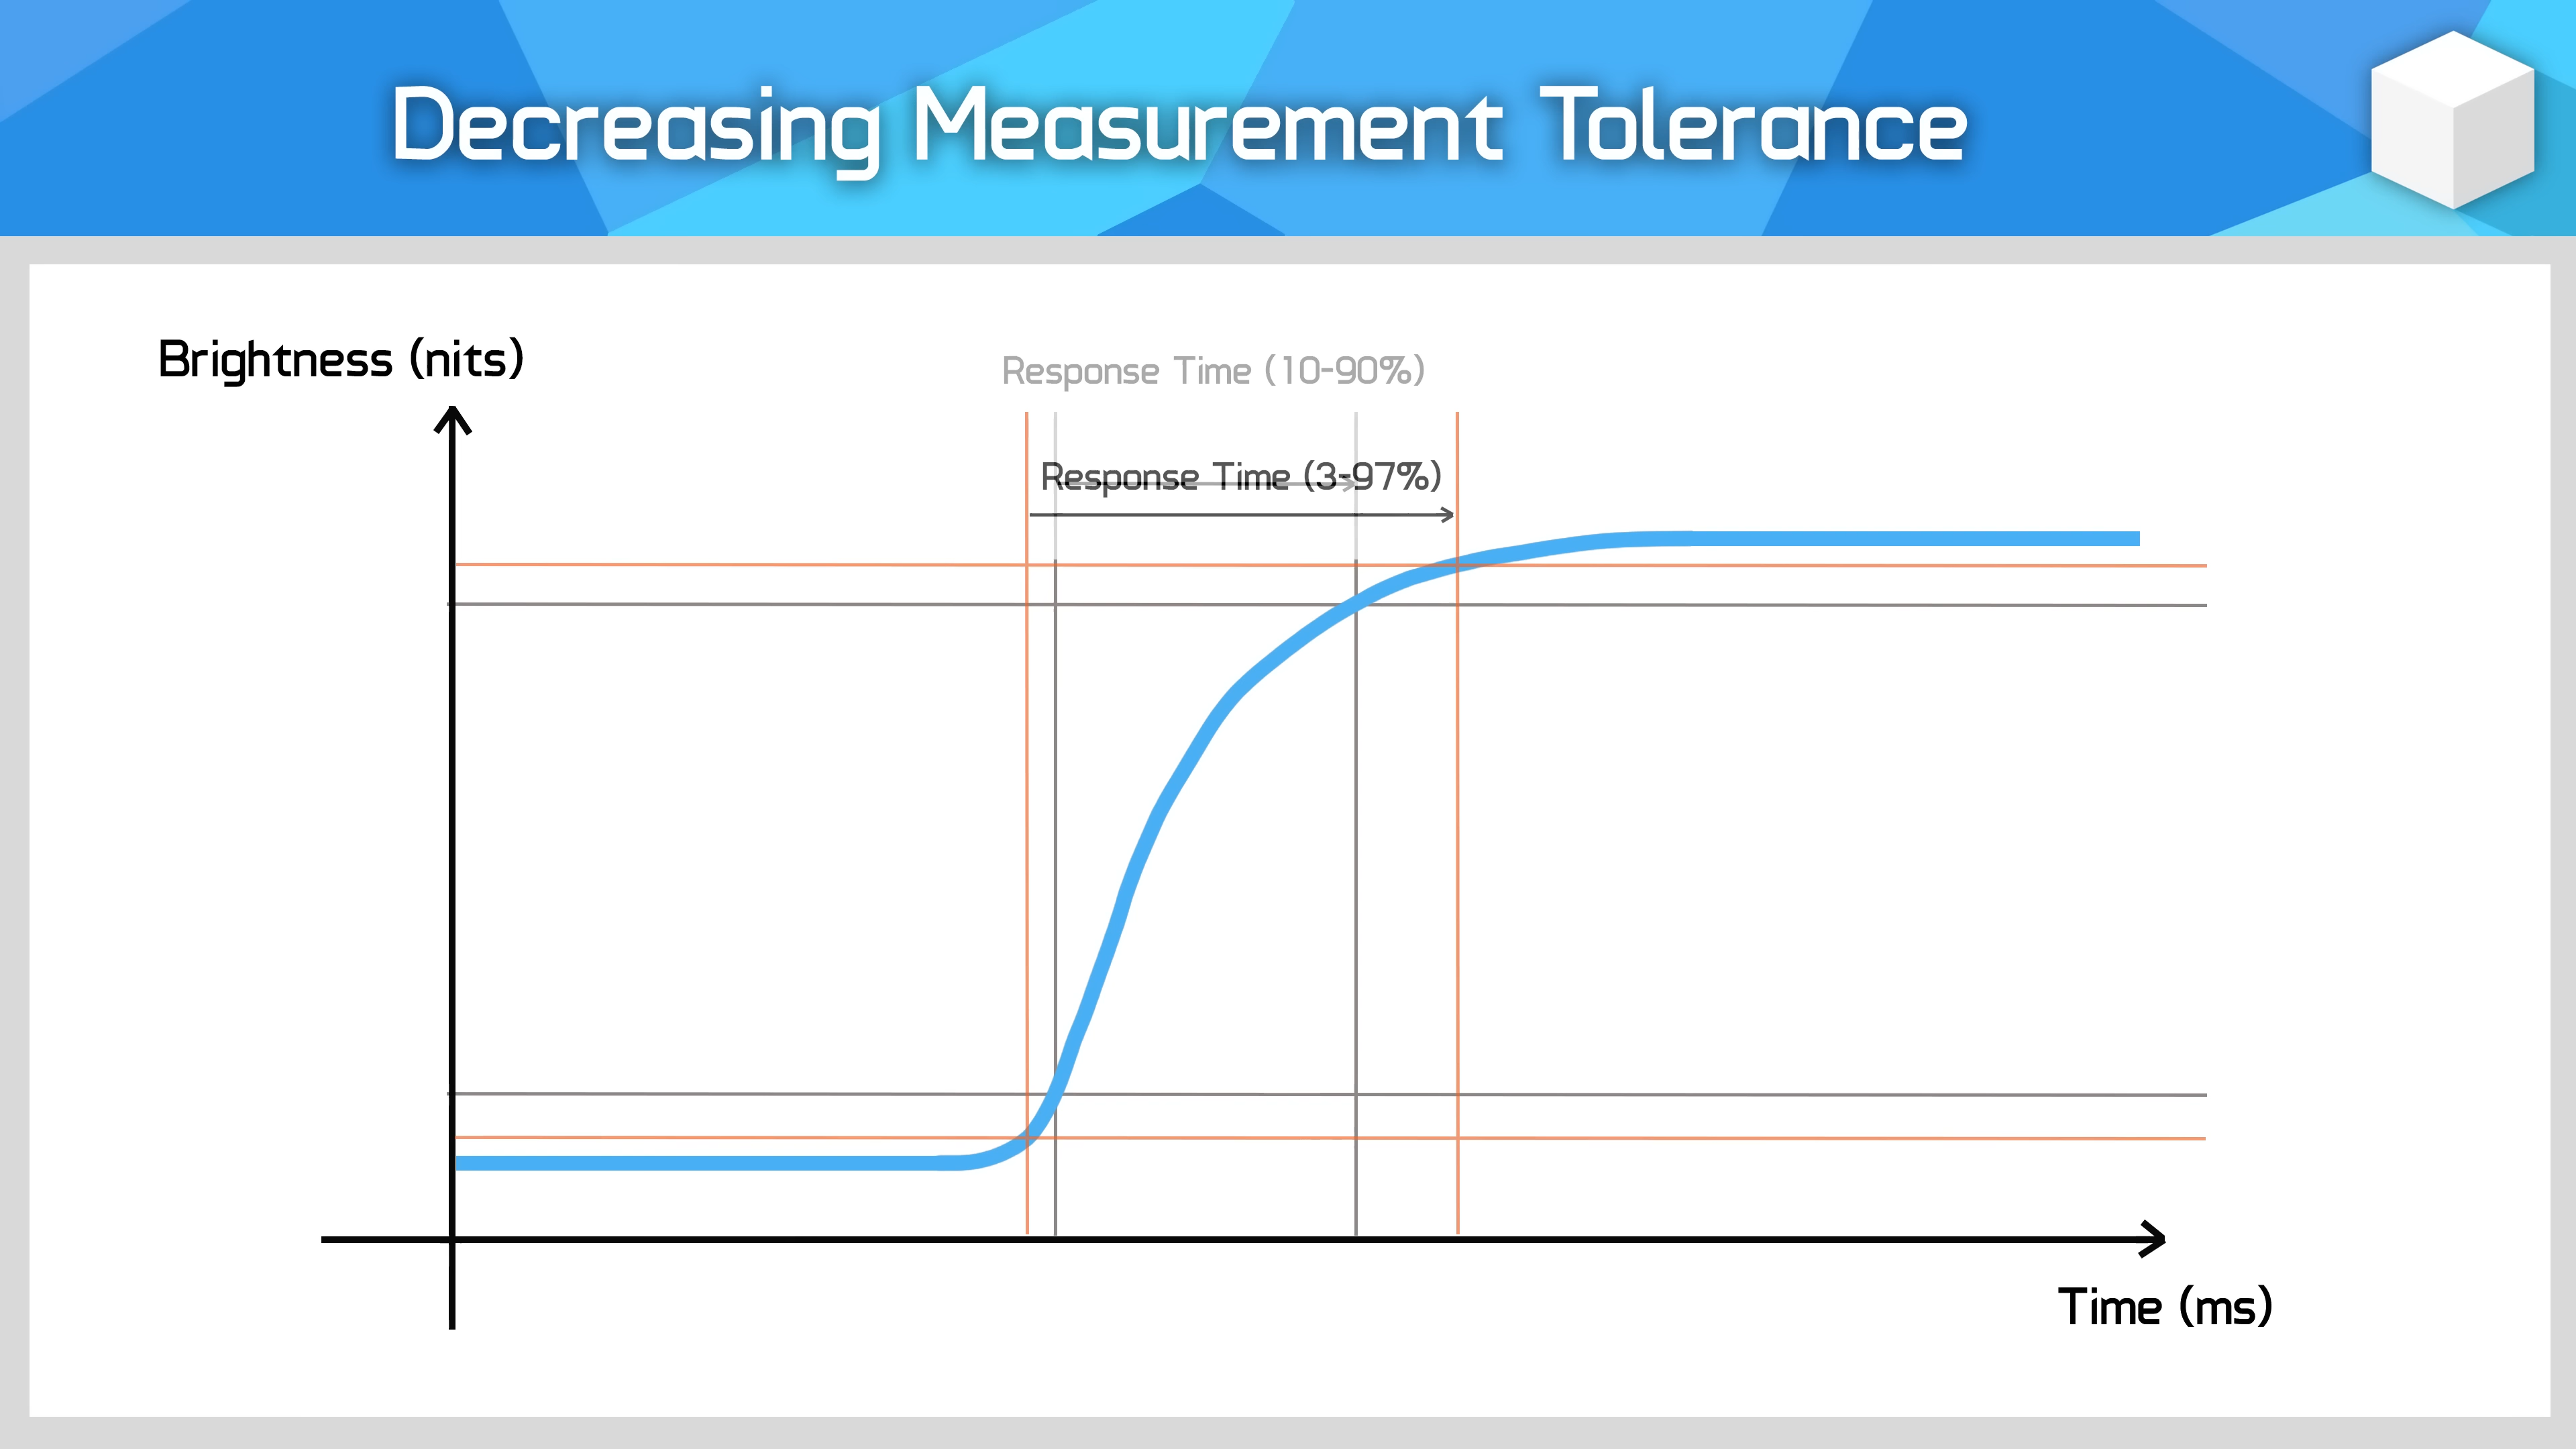 Decreasing Measurement Tolerance
Brightness (nits)
Response Time (10-90%)
Response Time (3-97%)
Time (ms)